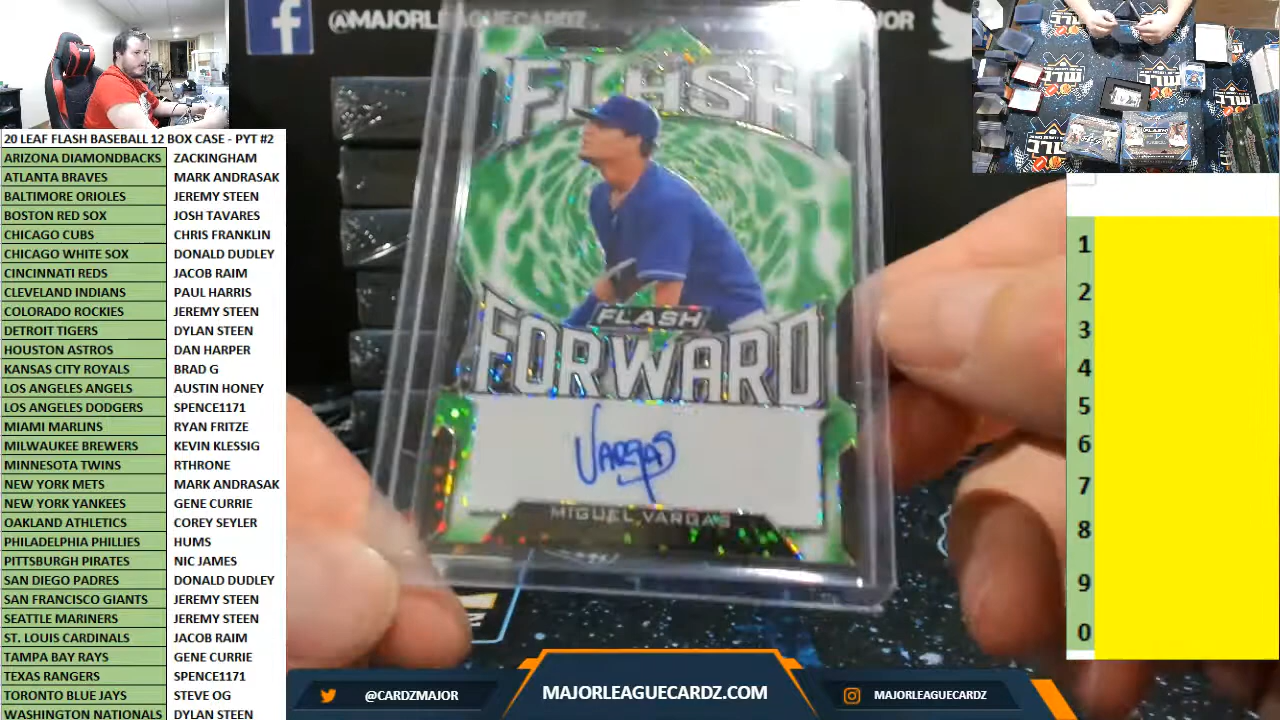 @MAJORLEAGUECARDZ
20 LEAF FLASH BASEBALL 12 BOX CASE - PYT #2
ARIZONA DIAMONDBACKS ZACKINGHAM
ATLANTA BRAVES MARK ANDRASAK
BALTIMORE ORIOLES JEREMY STEEN
BOSTON RED SOX JOSH TAVARES
CHICAGO CUBS CHRIS FRANKLIN
CHICAGO WHITE SOX DONALD DUDLEY
CINCINNATI REDS JACOB RAIM
CLEVELAND INDIANS PAUL HARRIS
COLORADO ROCKIES JEREMY STEEN
DETROIT TIGERS DYLAN STEEN
HOUSTON ASTROS DAN HARPER
KANSAS CITY ROYALS BRAD G
LOS ANGELES ANGELS AUSTIN HONEY
LOS ANGELES DODGERS SPENCE1171
MIAMI MARLINS RYAN FRITZE
MILWAUKEE BREWERS KEVIN KLESSIG
MINNESOTA TWINS RTHRONE
NEW YORK METS MARK ANDRASAK
NEW YORK YANKEES GENE CURRIE
OAKLAND ATHLETICS COREY SEYLER
PHILADELPHIA PHILLIES HUMS
PITTSBURGH PIRATES NIC JAMES
SAN DIEGO PADRES DONALD DUDLEY
SAN FRANCISCO GIANTS JEREMY STEEN
SEATTLE MARINERS JEREMY STEEN
ST. LOUIS CARDINALS JACOB RAIM
TAMPA BAY RAYS GENE CURRIE
TEXAS RANGERS SPENCE1171
TORONTO BLUE JAYS STEVE OG
WASHINGTON NATIONALS DYLAN STEEN
FLASH
FLASH
FORWARD
VARGAS
MIGUEL VARGAS
1
2
3
4
5
6
7
8
9
0
@CARDZMAJOR
MAJORLEAGUECARDZ.COM
MAJORLEAGUECARDZ